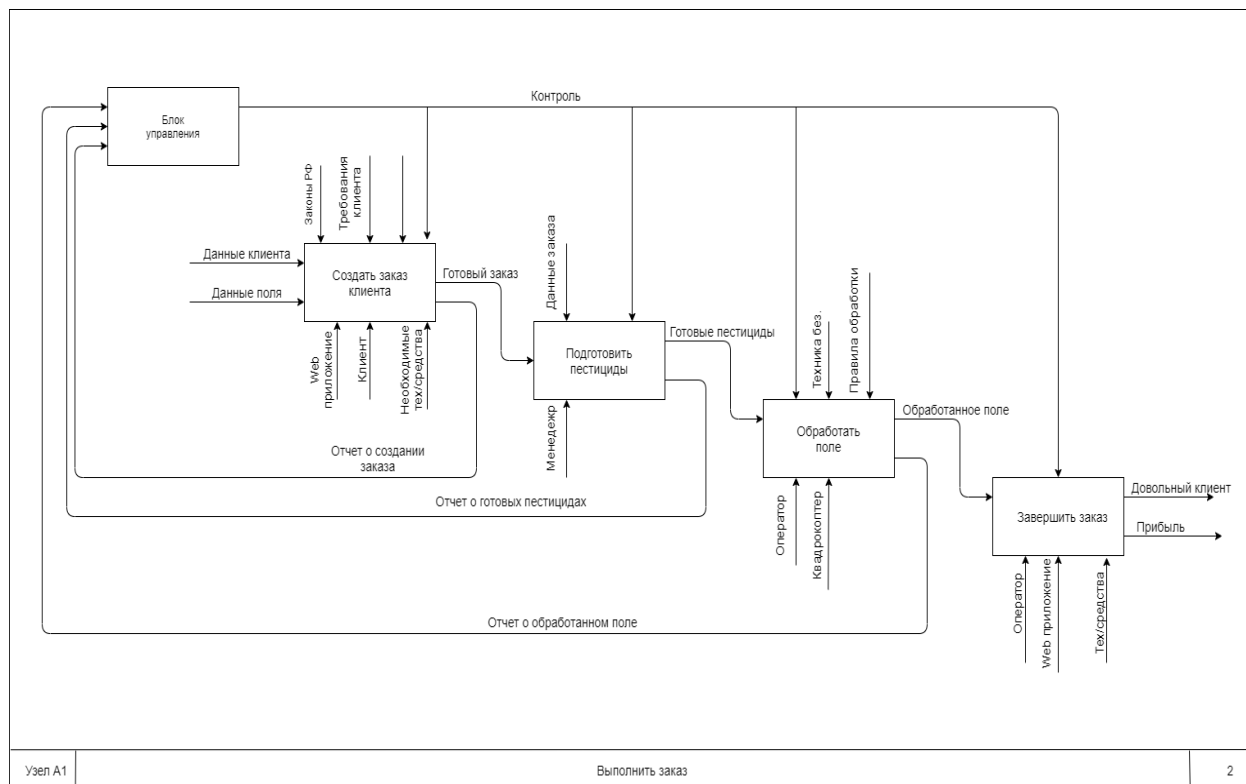 Контроль
Блок
управления
Законы РФ
Требования
клиента
Данные клиента
Данные поля
Создать заказ
клиента
Готовый заказ
Web
приложение
Клиент
Необходимые
тех/средства
Данные заказа
Подготовить
пестициды
Готовые пестициды
Менедежр
Техника без.
Правила обработки
Обработать
поле
Обработанное поле
Отчет о создании
заказа
Отчет о готовых пестицидах
Оператор
Квадрокоптер
Завершить заказ
Довольный клиент
Прибыль
Оператор
Web приложение
Тех/средства
Отчет о обработанном поле
Узел А1
Выполнить заказ
2